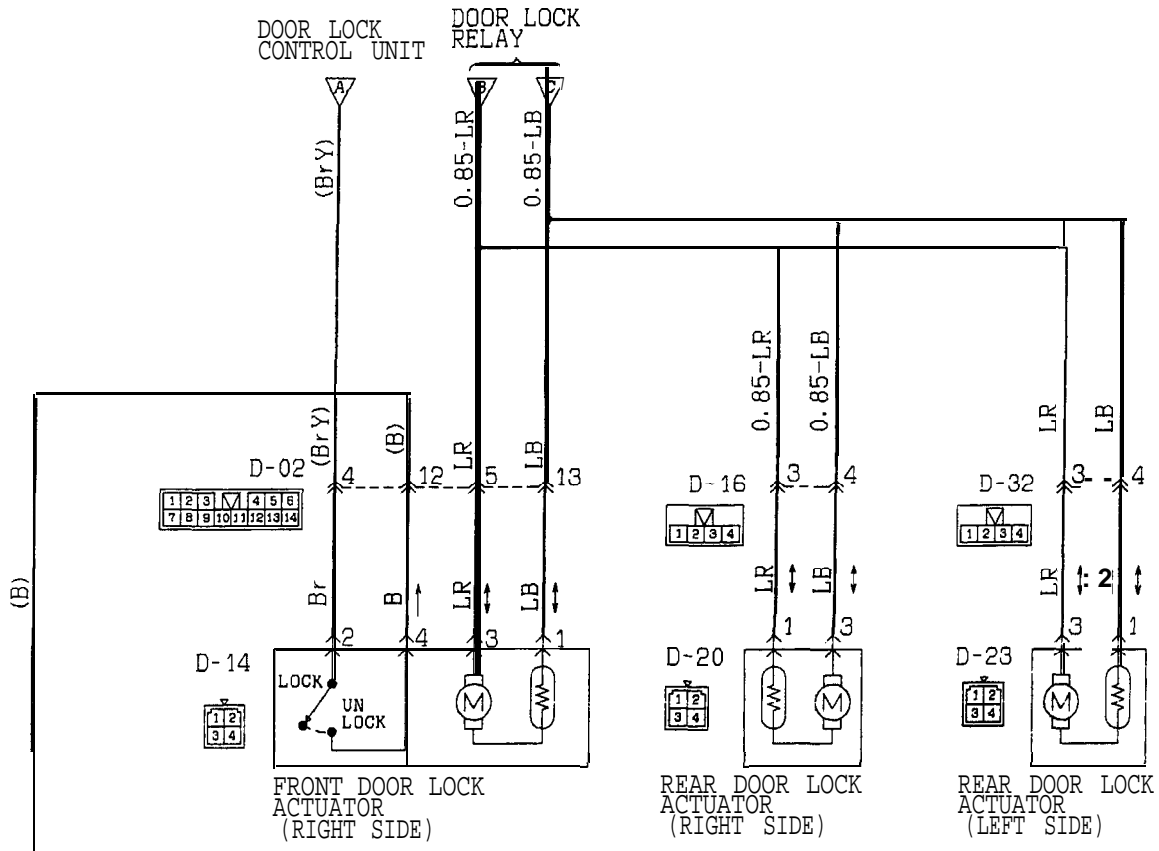 DOOR LOCK
CONTROL UNIT
DOOR LOCK
RELAY
A
B
C
(BrY)
0.85-LR
0.85-LB
0.85-LR
0.85-LB
LR
LB
(BrY)
(B)
LR
LB
D-02
4
12
5
13
1 2 3 4 5 6
7 8 9 10 11 12 13 14
D-16
3
4
1 2 3 4
D-32
3
4
1 2 3 4
(B)
Br
B
LR
LB
LR
LB
LR
: 2
2
4
3
1
1
3
3
1
D-14
1 2
3 4
LOCK
UN
LOCK
M
D-20
1 2
3 4
M
D-23
1 2
3 4
M
FRONT DOOR LOCK
ACTUATOR
(RIGHT SIDE)
REAR DOOR LOCK
ACTUATOR
(RIGHT SIDE)
REAR DOOR LOCK
ACTUATOR
(LEFT SIDE)